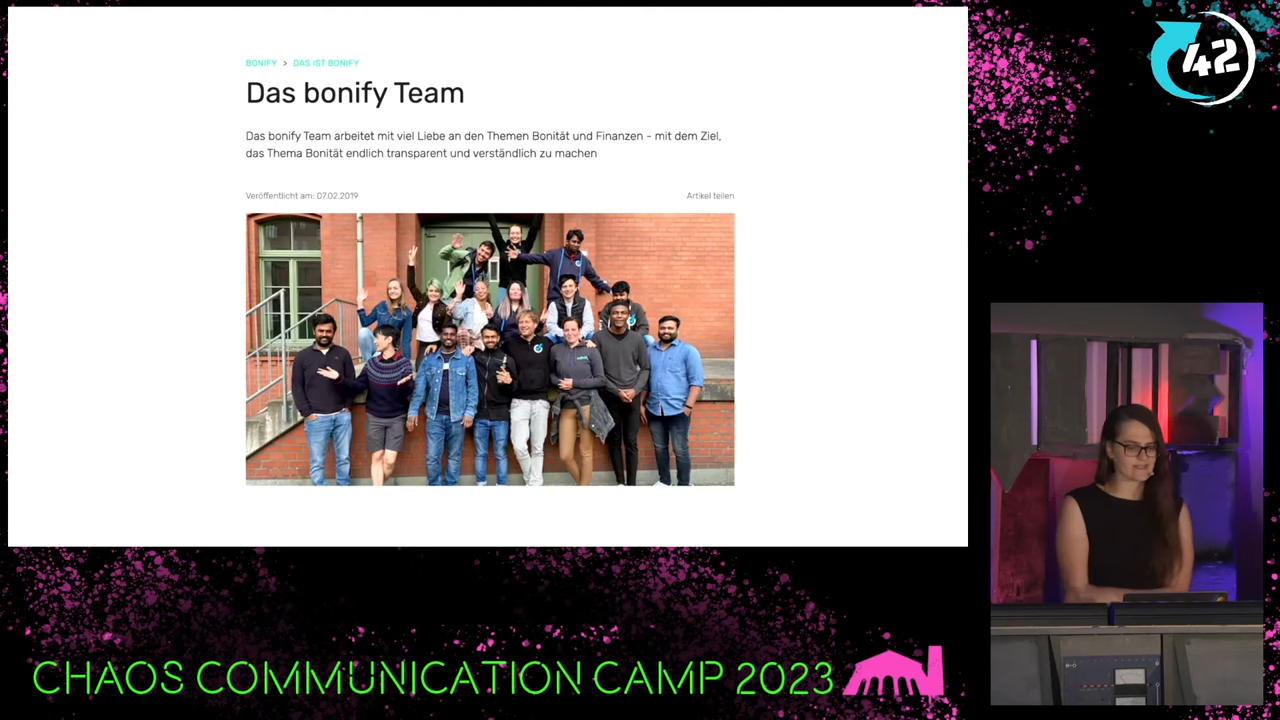 BONIFY > DAS IST BONIFY
Das bonify Team
Das bonify Team arbeitet mit viel Liebe an den Themen Bonität und Finanzen - mit dem Ziel,
das Thema Bonität endlich transparent und verständlich zu machen
Veröffentlicht am: 07.02.2019
Artikel teilen
42
CHAOS COMMUNICATION CAMP 2023